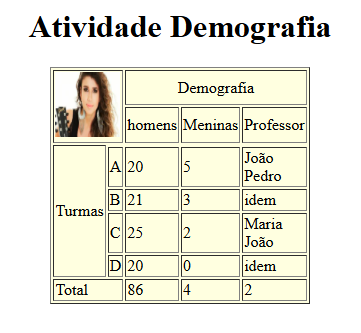 Atividade Demografia
Demografia
homens Meninas Professor
Turmas
A 20 5 João Pedro
B 21 3 idem
C 25 2 Maria João
D 20 0 idem
Total 86 4 2